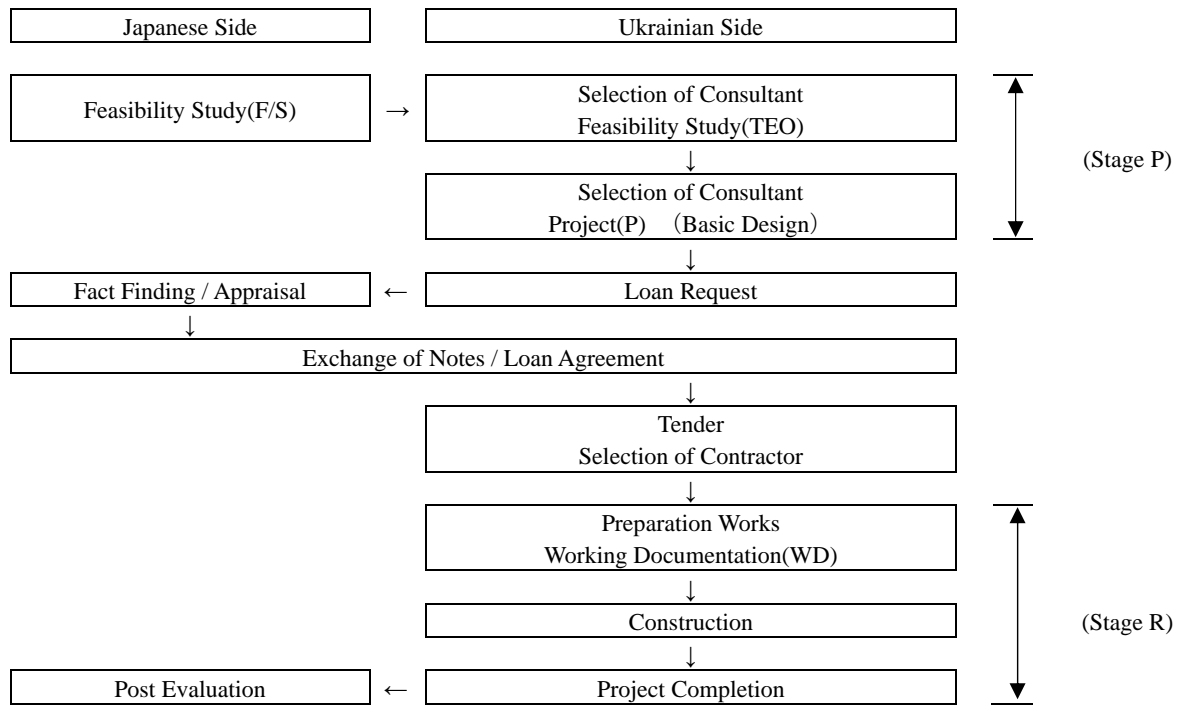 Japanese Side
Ukrainian Side
Feasibility Study(F/S)
→
Selection of Consultant
Feasibility Study(TEO)
(Stage P)
↓
Selection of Consultant
Project(P) （Basic Design）
↓
Fact Finding / Appraisal
←
Loan Request
↓
Exchange of Notes / Loan Agreement
↓
Tender
Selection of Contractor
↓
Preparation Works
Working Documentation(WD)
↓
Construction
(Stage R)
↓
Post Evaluation
←
Project Completion